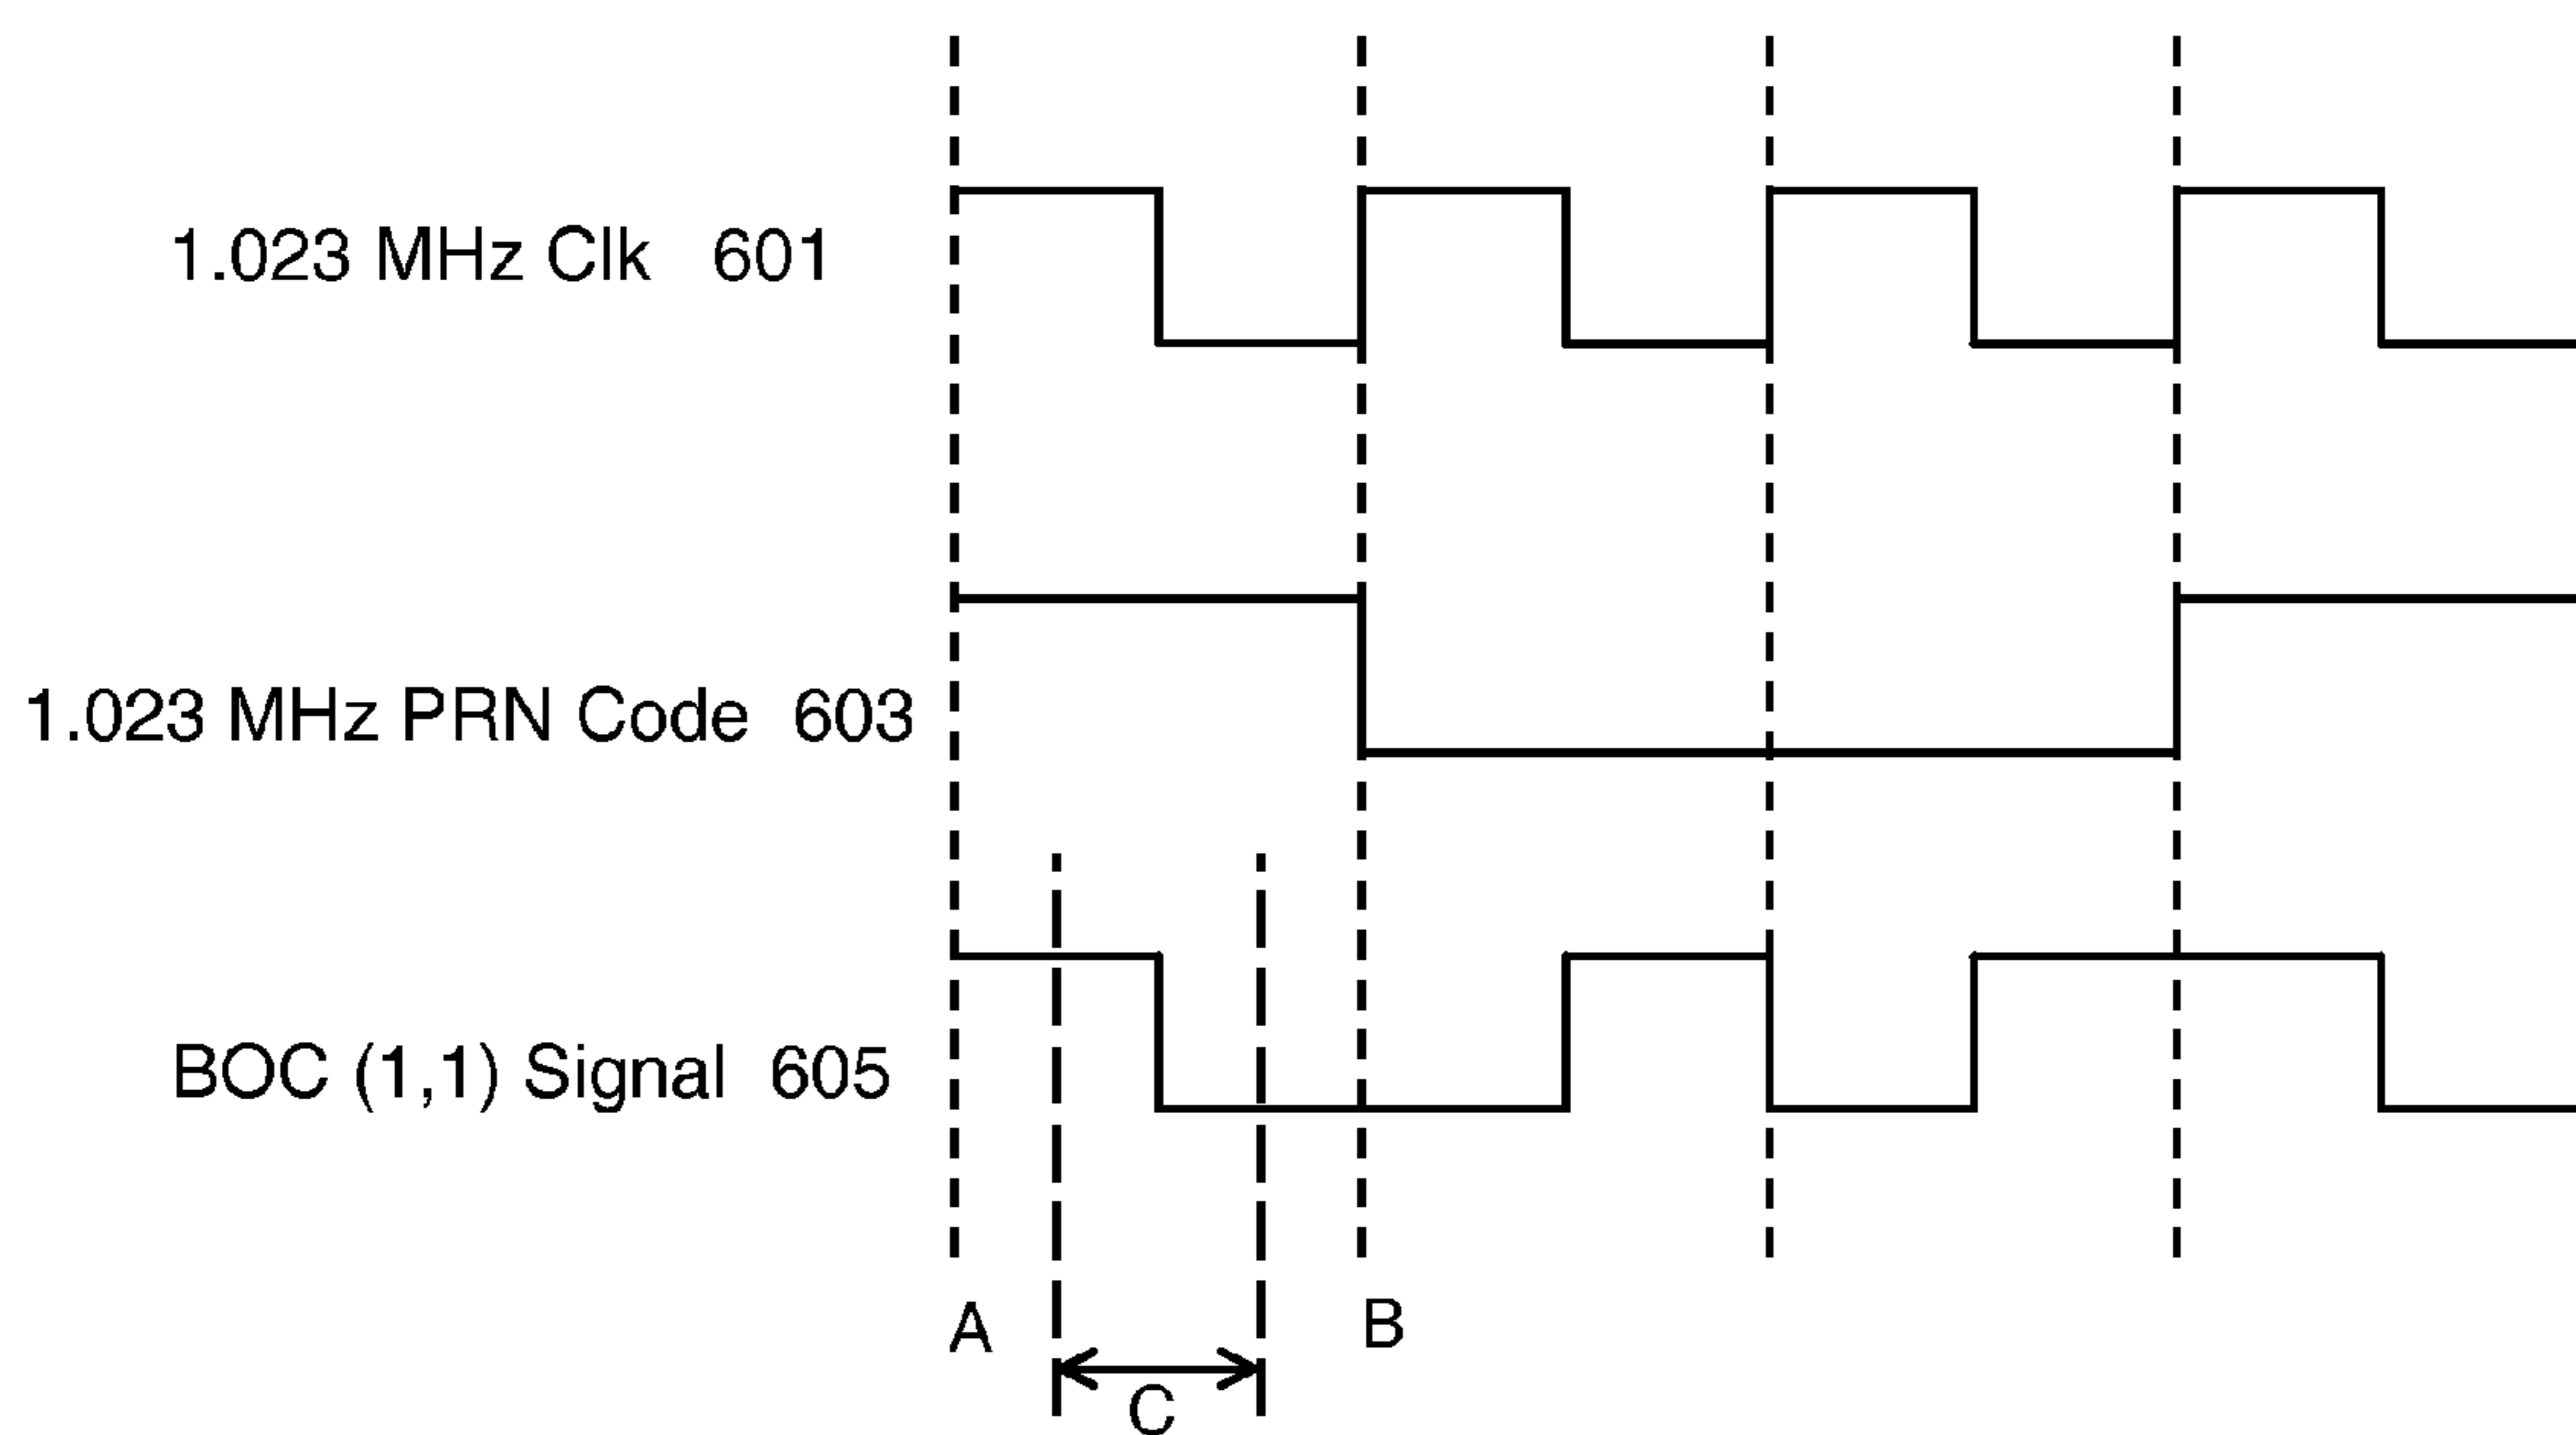 1.023 MHz Clk 601
1.023 MHz PRN Code 603
BOC (1,1) Signal 605
A
B
C